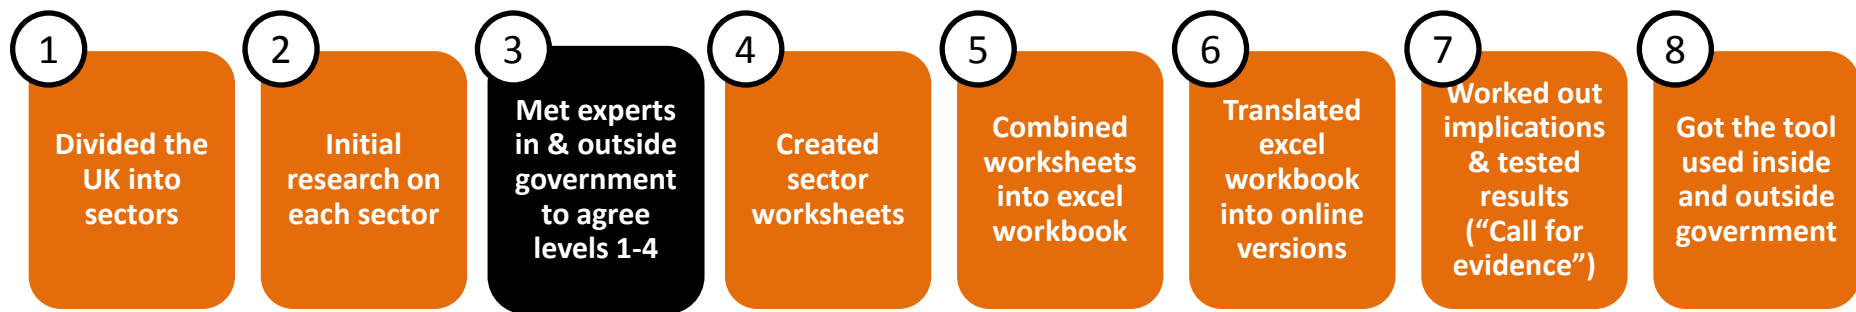 1
Divided the
UK into
sectors
2
Initial
research on
each sector
3
Met experts
in & outside
government
to agree
levels 1-4
4
Created
sector
worksheets
5
Combined
worksheets
into excel
workbook
6
Translated
excel
workbook
into online
versions
7
Worked out
implications
& tested
results
(“Call for
evidence”)
8
Got the tool
used inside
and outside
government